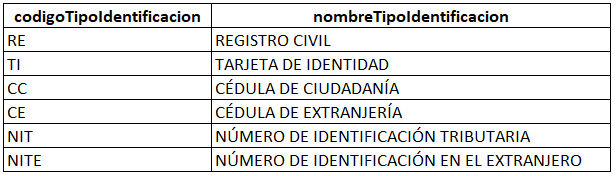 codigoTipoIdentificacion nombreTipoIdentificacion
RE REGISTRO CIVIL
TI TARJETA DE IDENTIDAD
CC CÉDULA DE CIUDADANÍA
CE CÉDULA DE EXTRANJERÍA
NIT NÚMERO DE IDENTIFICACIÓN TRIBUTARIA
NITE NÚMERO DE IDENTIFICACIÓN EN EL EXTRANJERO